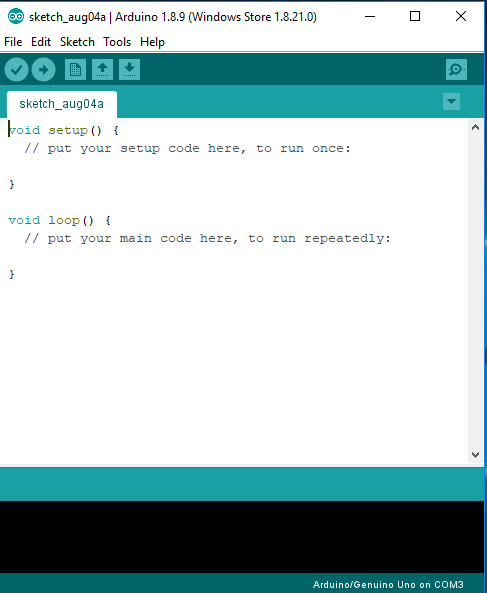 sketch_aug04a | Arduino 1.8.9 (Windows Store 1.8.21.0)
File Edit Sketch Tools Help
sketch_aug04a
void setup() {
  // put your setup code here, to run once:
}
void loop() {
  // put your main code here, to run repeatedly:
}
Arduino/Genuino Uno on COM3